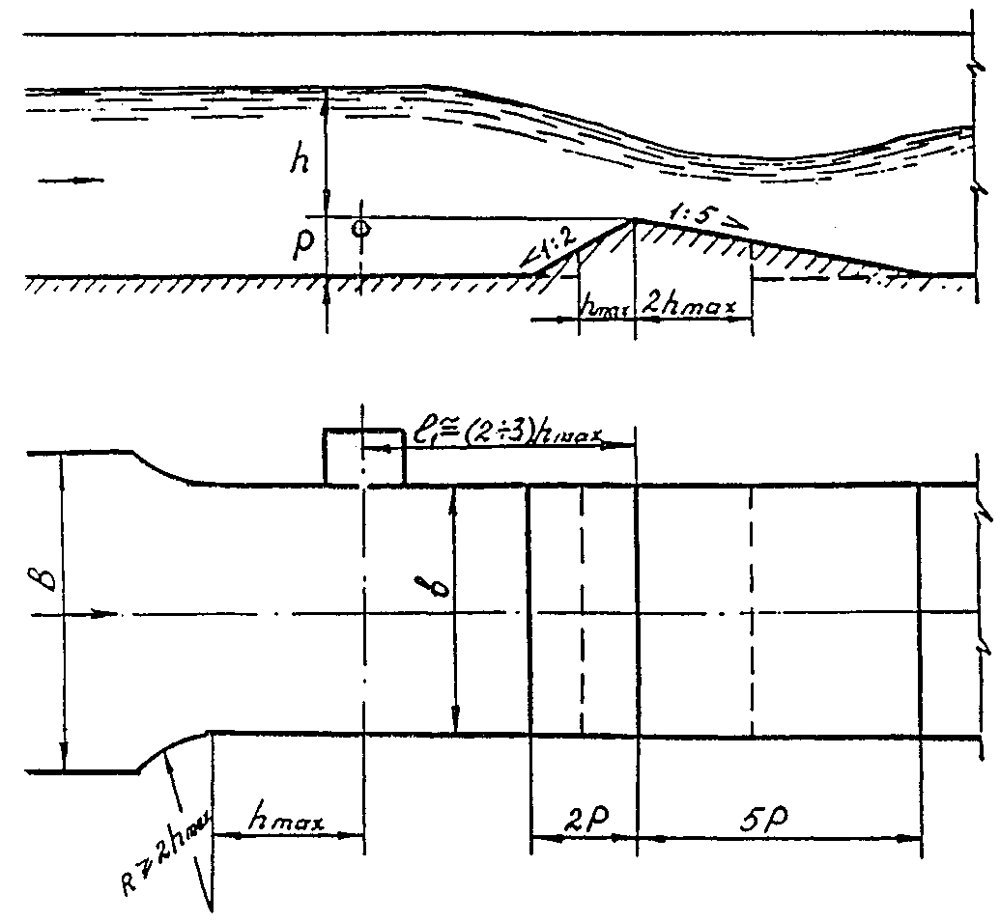 h
p
1:2
1:5
hmax
2hmax
l₁≅(2÷3)hmax
B
b
hmax
2P
5P
R⩾2hmax